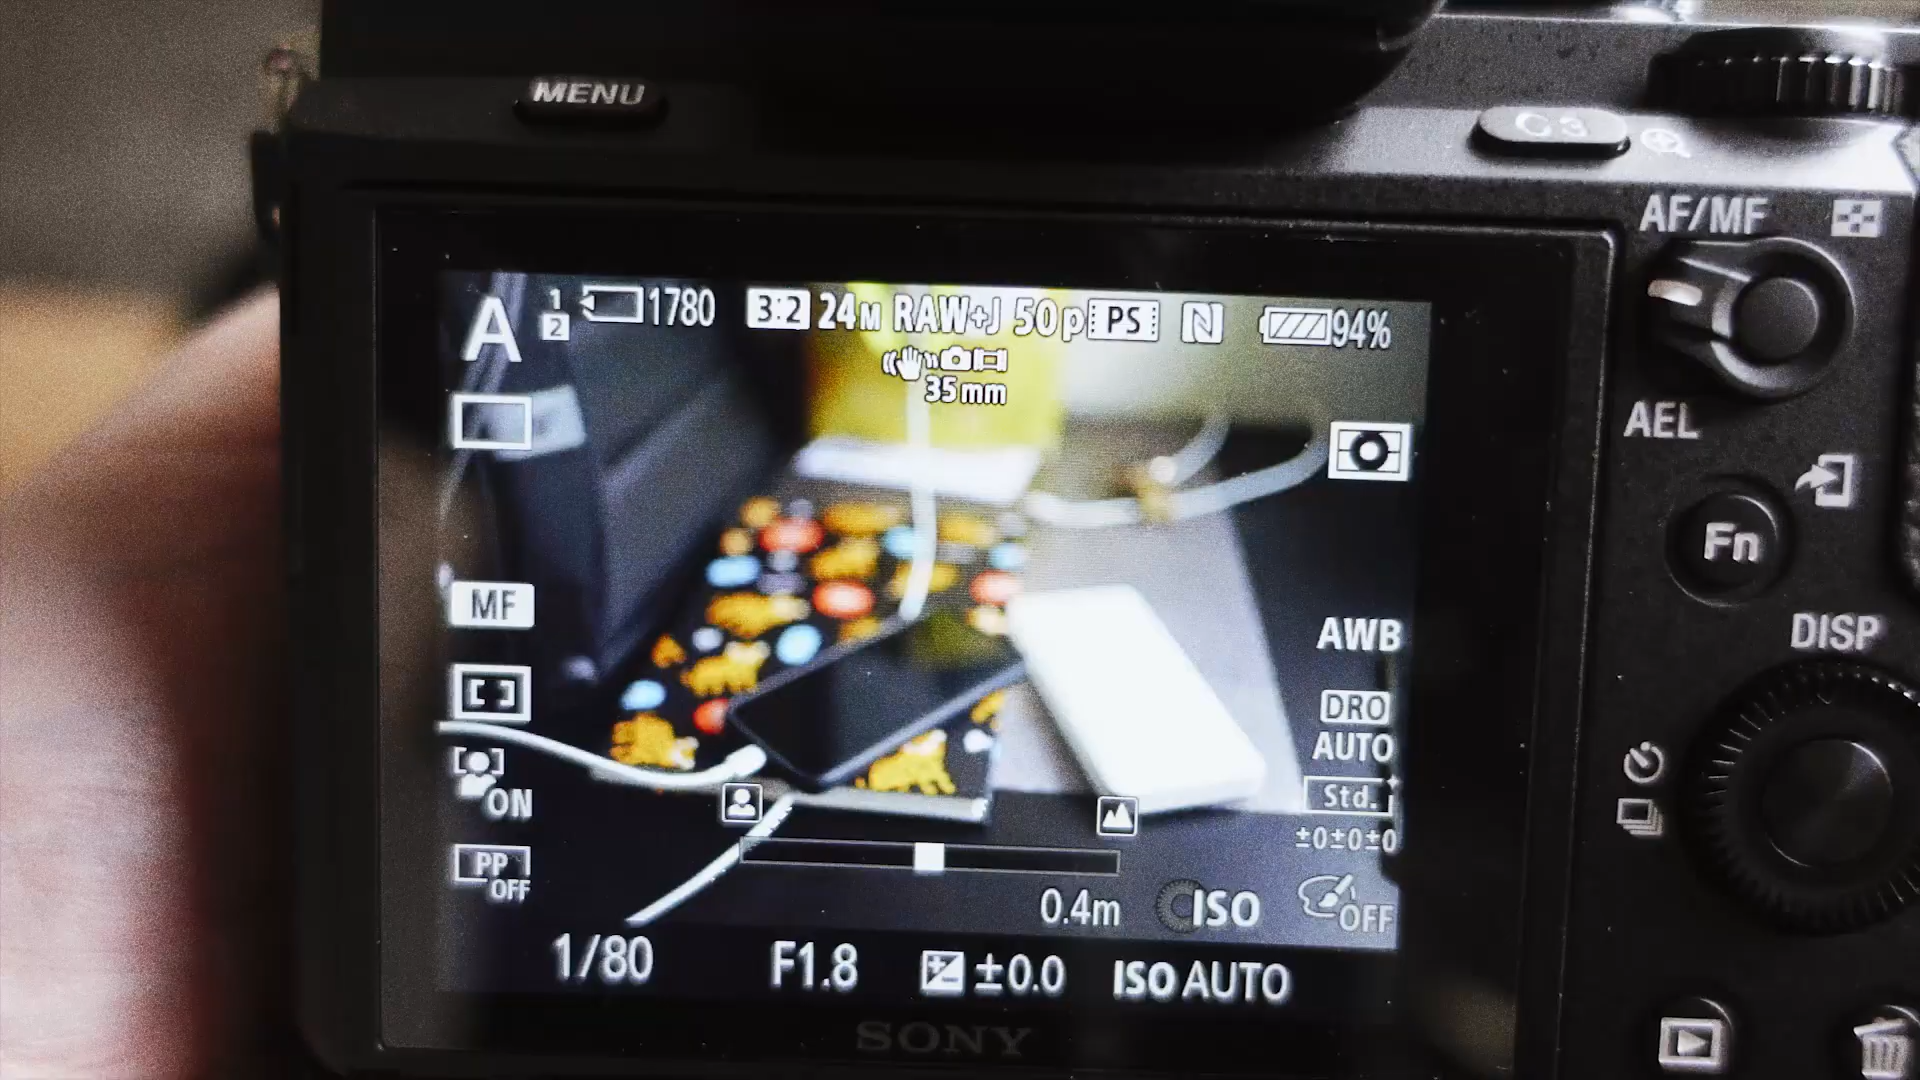 MENU
C3
AF/MF
A 1 2 1780 3:2 24M RAW+J 50p PS N 94%
35mm
AEL
Fn
MF
AWB
DISP
DRO
AUTO
ON
Std.
±0±0±0
PP
OFF
0.4m ISO OFF
1/80 F1.8 ±0.0 ISO AUTO
SONY